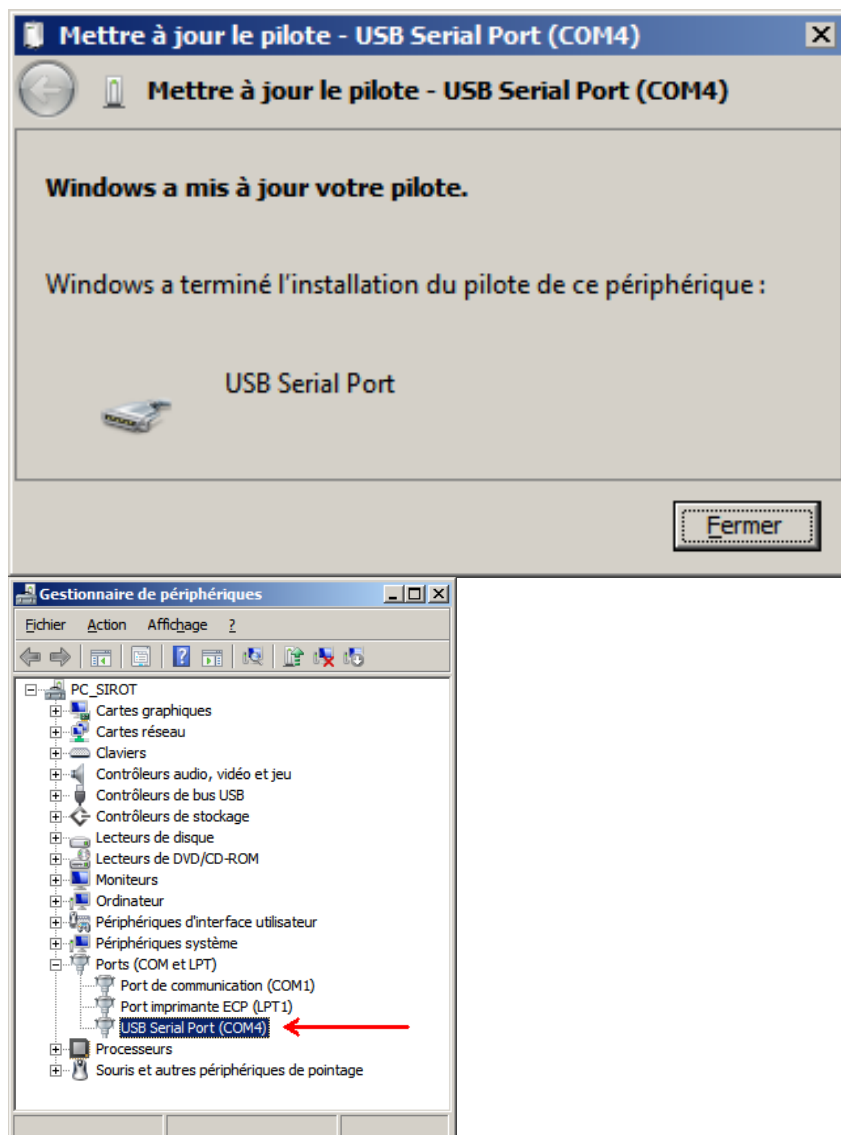 Mettre à jour le pilote - USB Serial Port (COM4)
Mettre à jour le pilote - USB Serial Port (COM4)
Windows a mis à jour votre pilote.
Windows a terminé l'installation du pilote de ce périphérique :
USB Serial Port
Fermer
Gestionnaire de périphériques
Fichier Action Affichage ?
PC_SIROT
Cartes graphiques
Cartes réseau
Claviers
Contrôleurs audio, vidéo et jeu
Contrôleurs de bus USB
Contrôleurs de stockage
Lecteurs de disque
Lecteurs de DVD/CD-ROM
Moniteurs
Ordinateur
Périphériques d'interface utilisateur
Périphériques système
Ports (COM et LPT)
Port de communication (COM1)
Port imprimante ECP (LPT1)
USB Serial Port (COM4)
Processeurs
Souris et autres périphériques de pointage